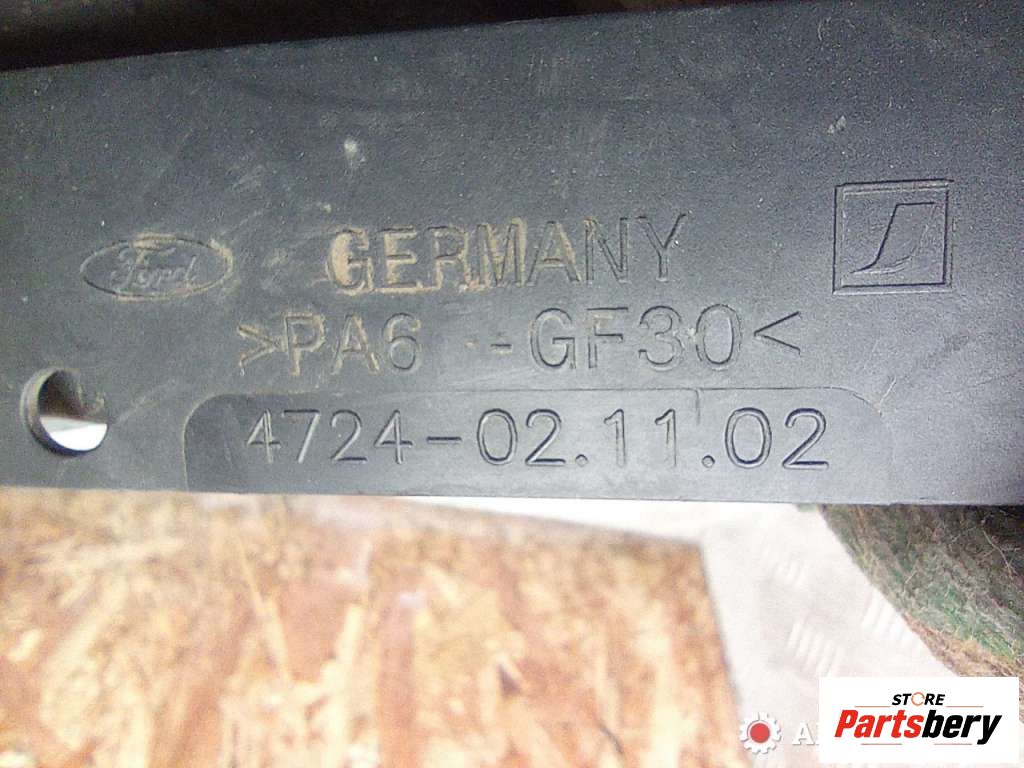 Ford GERMANY
>PA6 --GF30<
4724-02.11.02
STORE
Partsbery